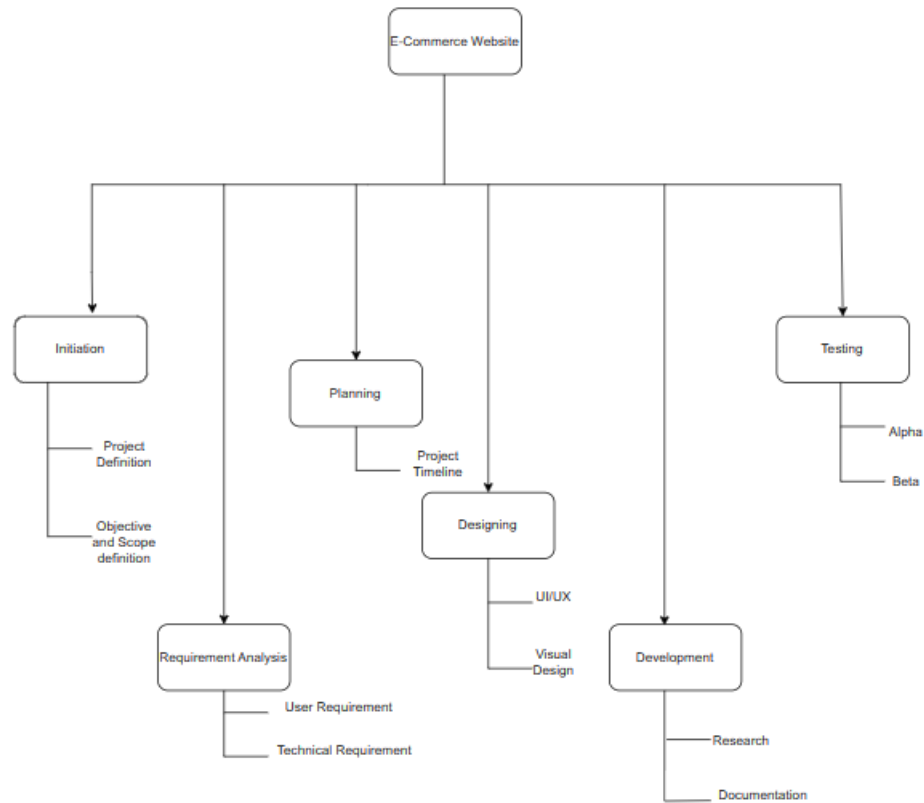 E-Commerce Website
Initiation
Project
Definition
Objective
and Scope
definition
Requirement Analysis
User Requirement
Technical Requirement
Planning
Project
Timeline
Designing
UI/UX
Visual
Design
Development
Research
Documentation
Testing
Alpha
Beta